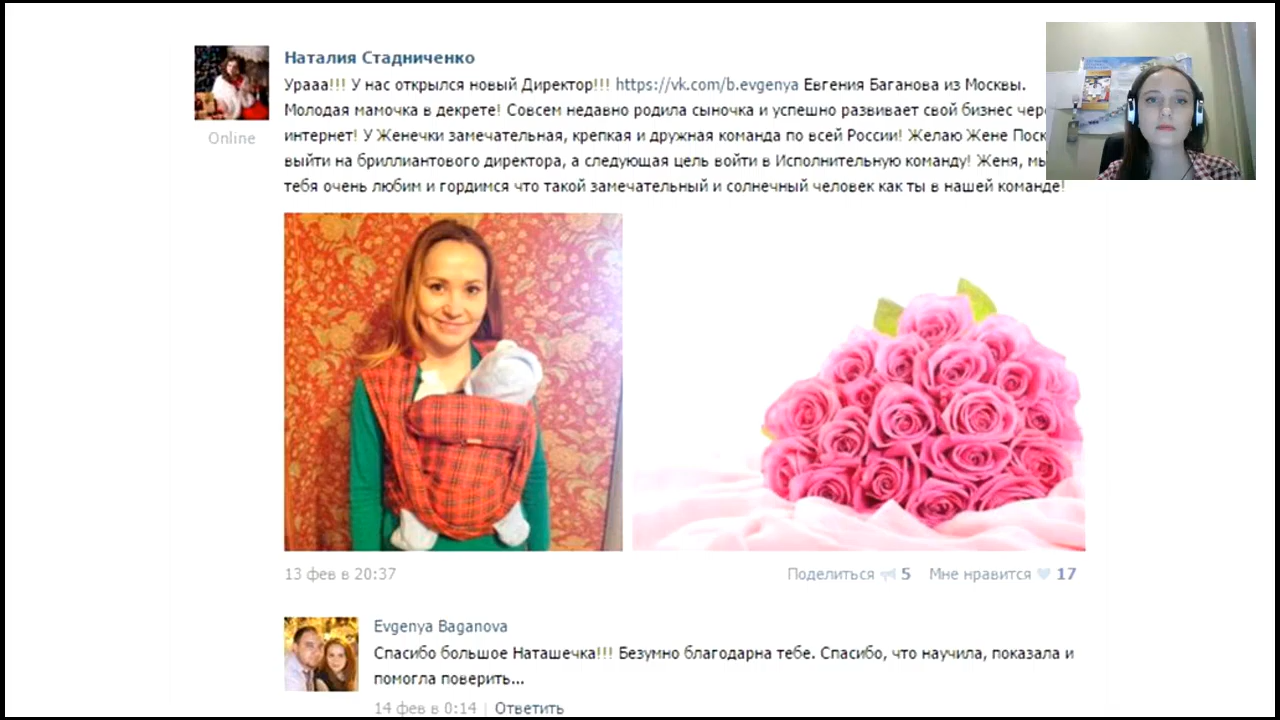 Наталия Стадниченко
Урааа!!! У нас открылся новый Директор!!! https://vk.com/b.evgenya Евгения Баганова из Москвы.
Молодая мамочка в декрете! Совсем недавно родила сыночка и успешно развивает свой бизнес
Online
интернет! У Женечки замечательная, крепкая и дружная команда по всей России! Желаю Жене
выйти на бриллиантового директора, а следующая цель войти в Исполнительную команду! Женя, мы
тебя очень любим и гордимся что такой замечательный и солнечный человек как ты в нашей команде!
13 фев в 20:37 Поделиться 5 Мне нравится 17
Evgenya Baganova
Спасибо большое Наташечка!!! Безумно благодарна тебе. Спасибо, что научила, показала и
помогла поверить...
14 фев в 0:14 | Ответить